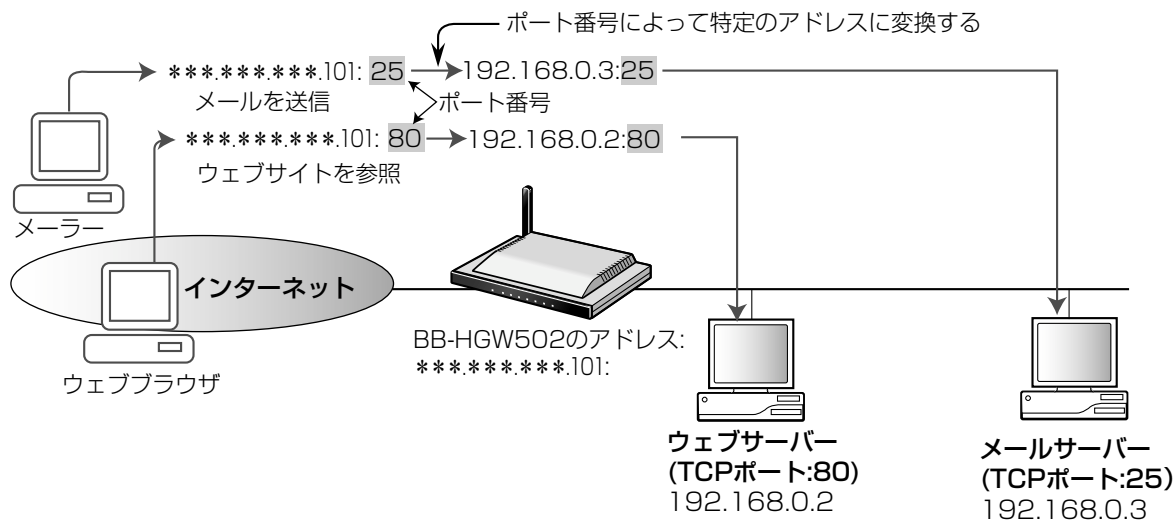 ポート番号によって特定のアドレスに変換する
***.***.***.101: 25 192.168.0.3:25
メールを送信
ポート番号
***.***.***.101: 80 192.168.0.2:80
ウェブサイトを参照
メーラー
インターネット
ウェブブラウザ
BB-HGW502のアドレス:
***.***.***.101:
ウェブサーバー
(TCPポート:80)
192.168.0.2
メールサーバー
(TCPポート:25)
192.168.0.3